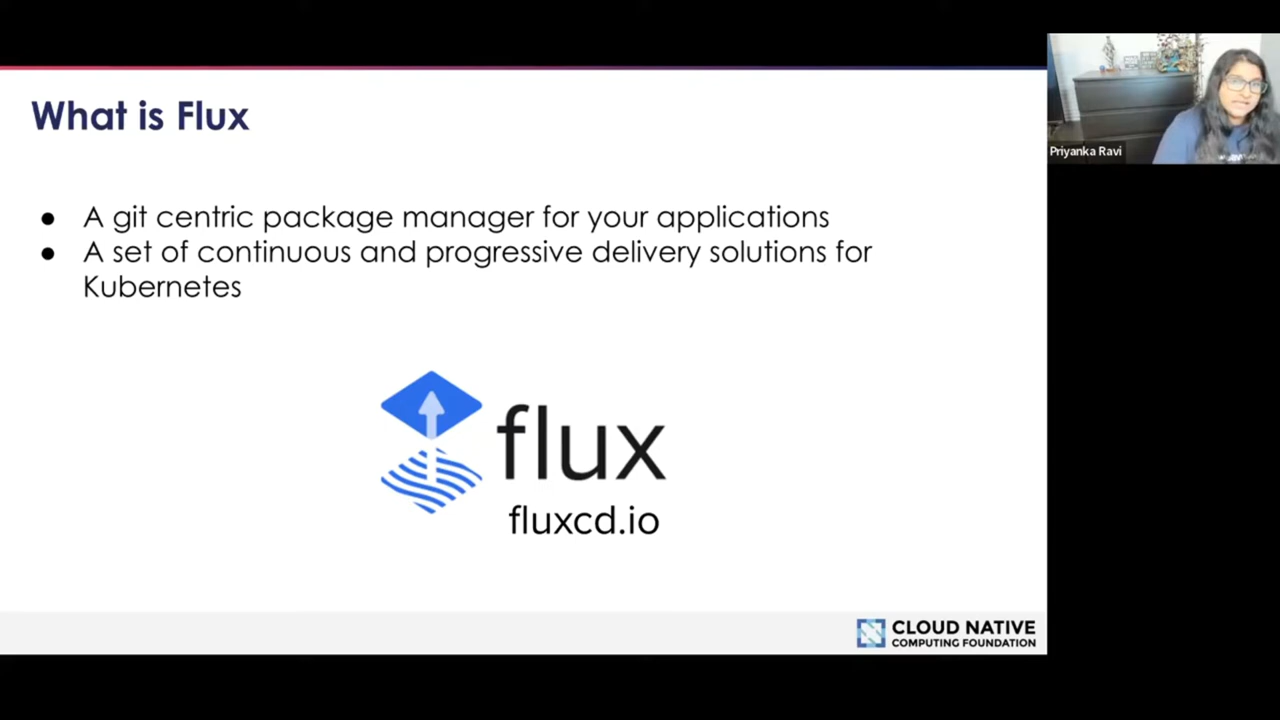 What is Flux
● A git centric package manager for your applications
● A set of continuous and progressive delivery solutions for
Kubernetes
flux
fluxcd.io
CLOUD NATIVE
COMPUTING FOUNDATION
Priyanka Ravi